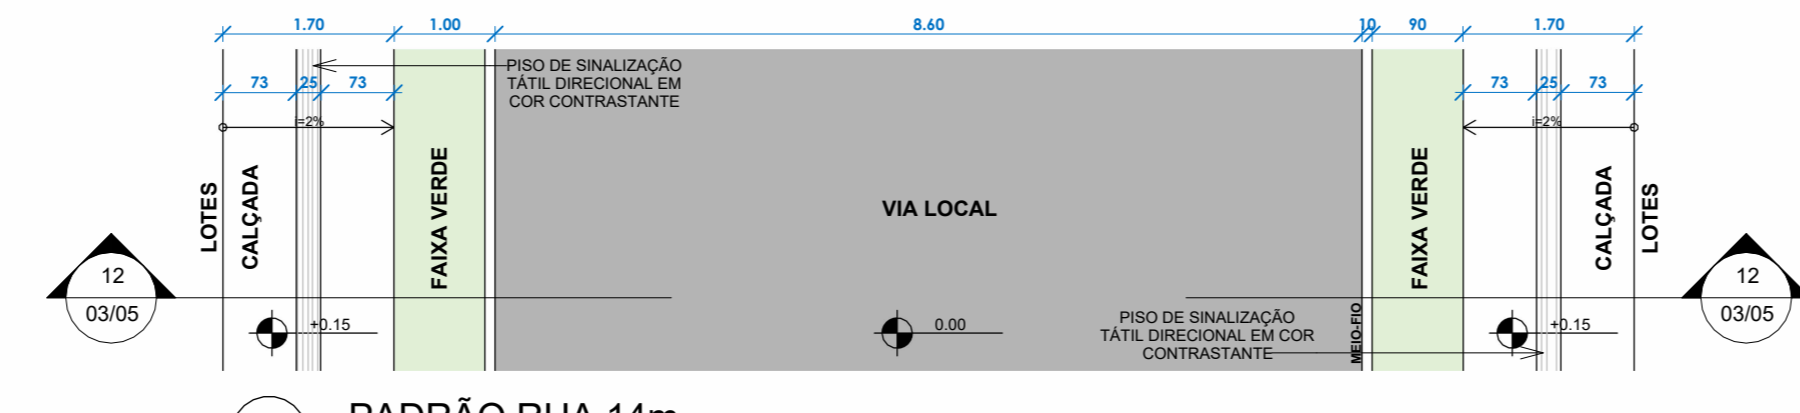 1.70 1.00 8.60 10 90 1.70
PISO DE SINALIZAÇÃO
TÁTIL DIRECIONAL EM
COR CONTRASTANTE
73 25 73 73 25 73
i=2% i=2%
LOTES
CALÇADA
FAIXA VERDE
VIA LOCAL
FAIXA VERDE
CALÇADA
LOTES
12
03/05
+0.15
0.00
PISO DE SINALIZAÇÃO
TÁTIL DIRECIONAL EM COR
CONTRASTANTE
MEIO-FIO
+0.15
12
03/05
PADRÃO RUA 14m